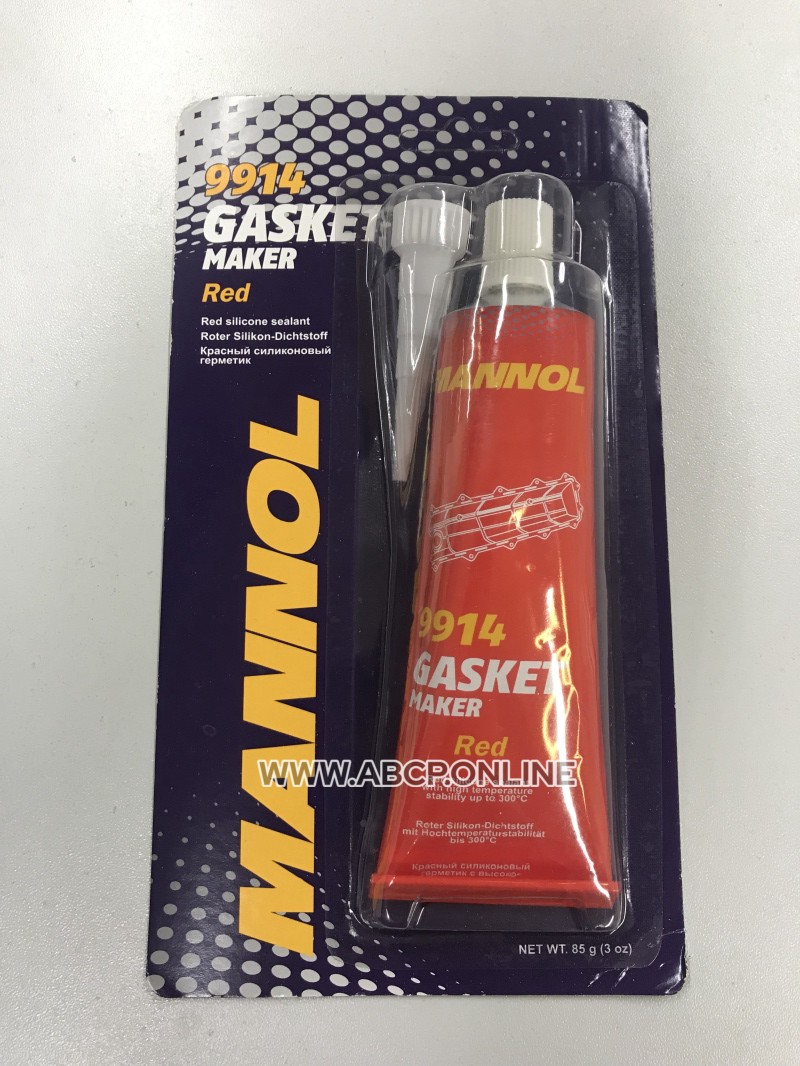 9914
GASKET
MAKER
Red
Red silicone sealant
Roter Silikon-Dichtstoff
Красный силиконовый
герметик
MANNOL
MANNOL
9914
GASKET
MAKER
Red
WWW.ABCPONLINE
with high temperature
stability up to 300°C
Roter Silikon-Dichtstoff
mit Hochtemperaturstabilität
bis 300°C
Красный силиконовый
герметик с высоко-
NET WT. 85 g (3 oz)